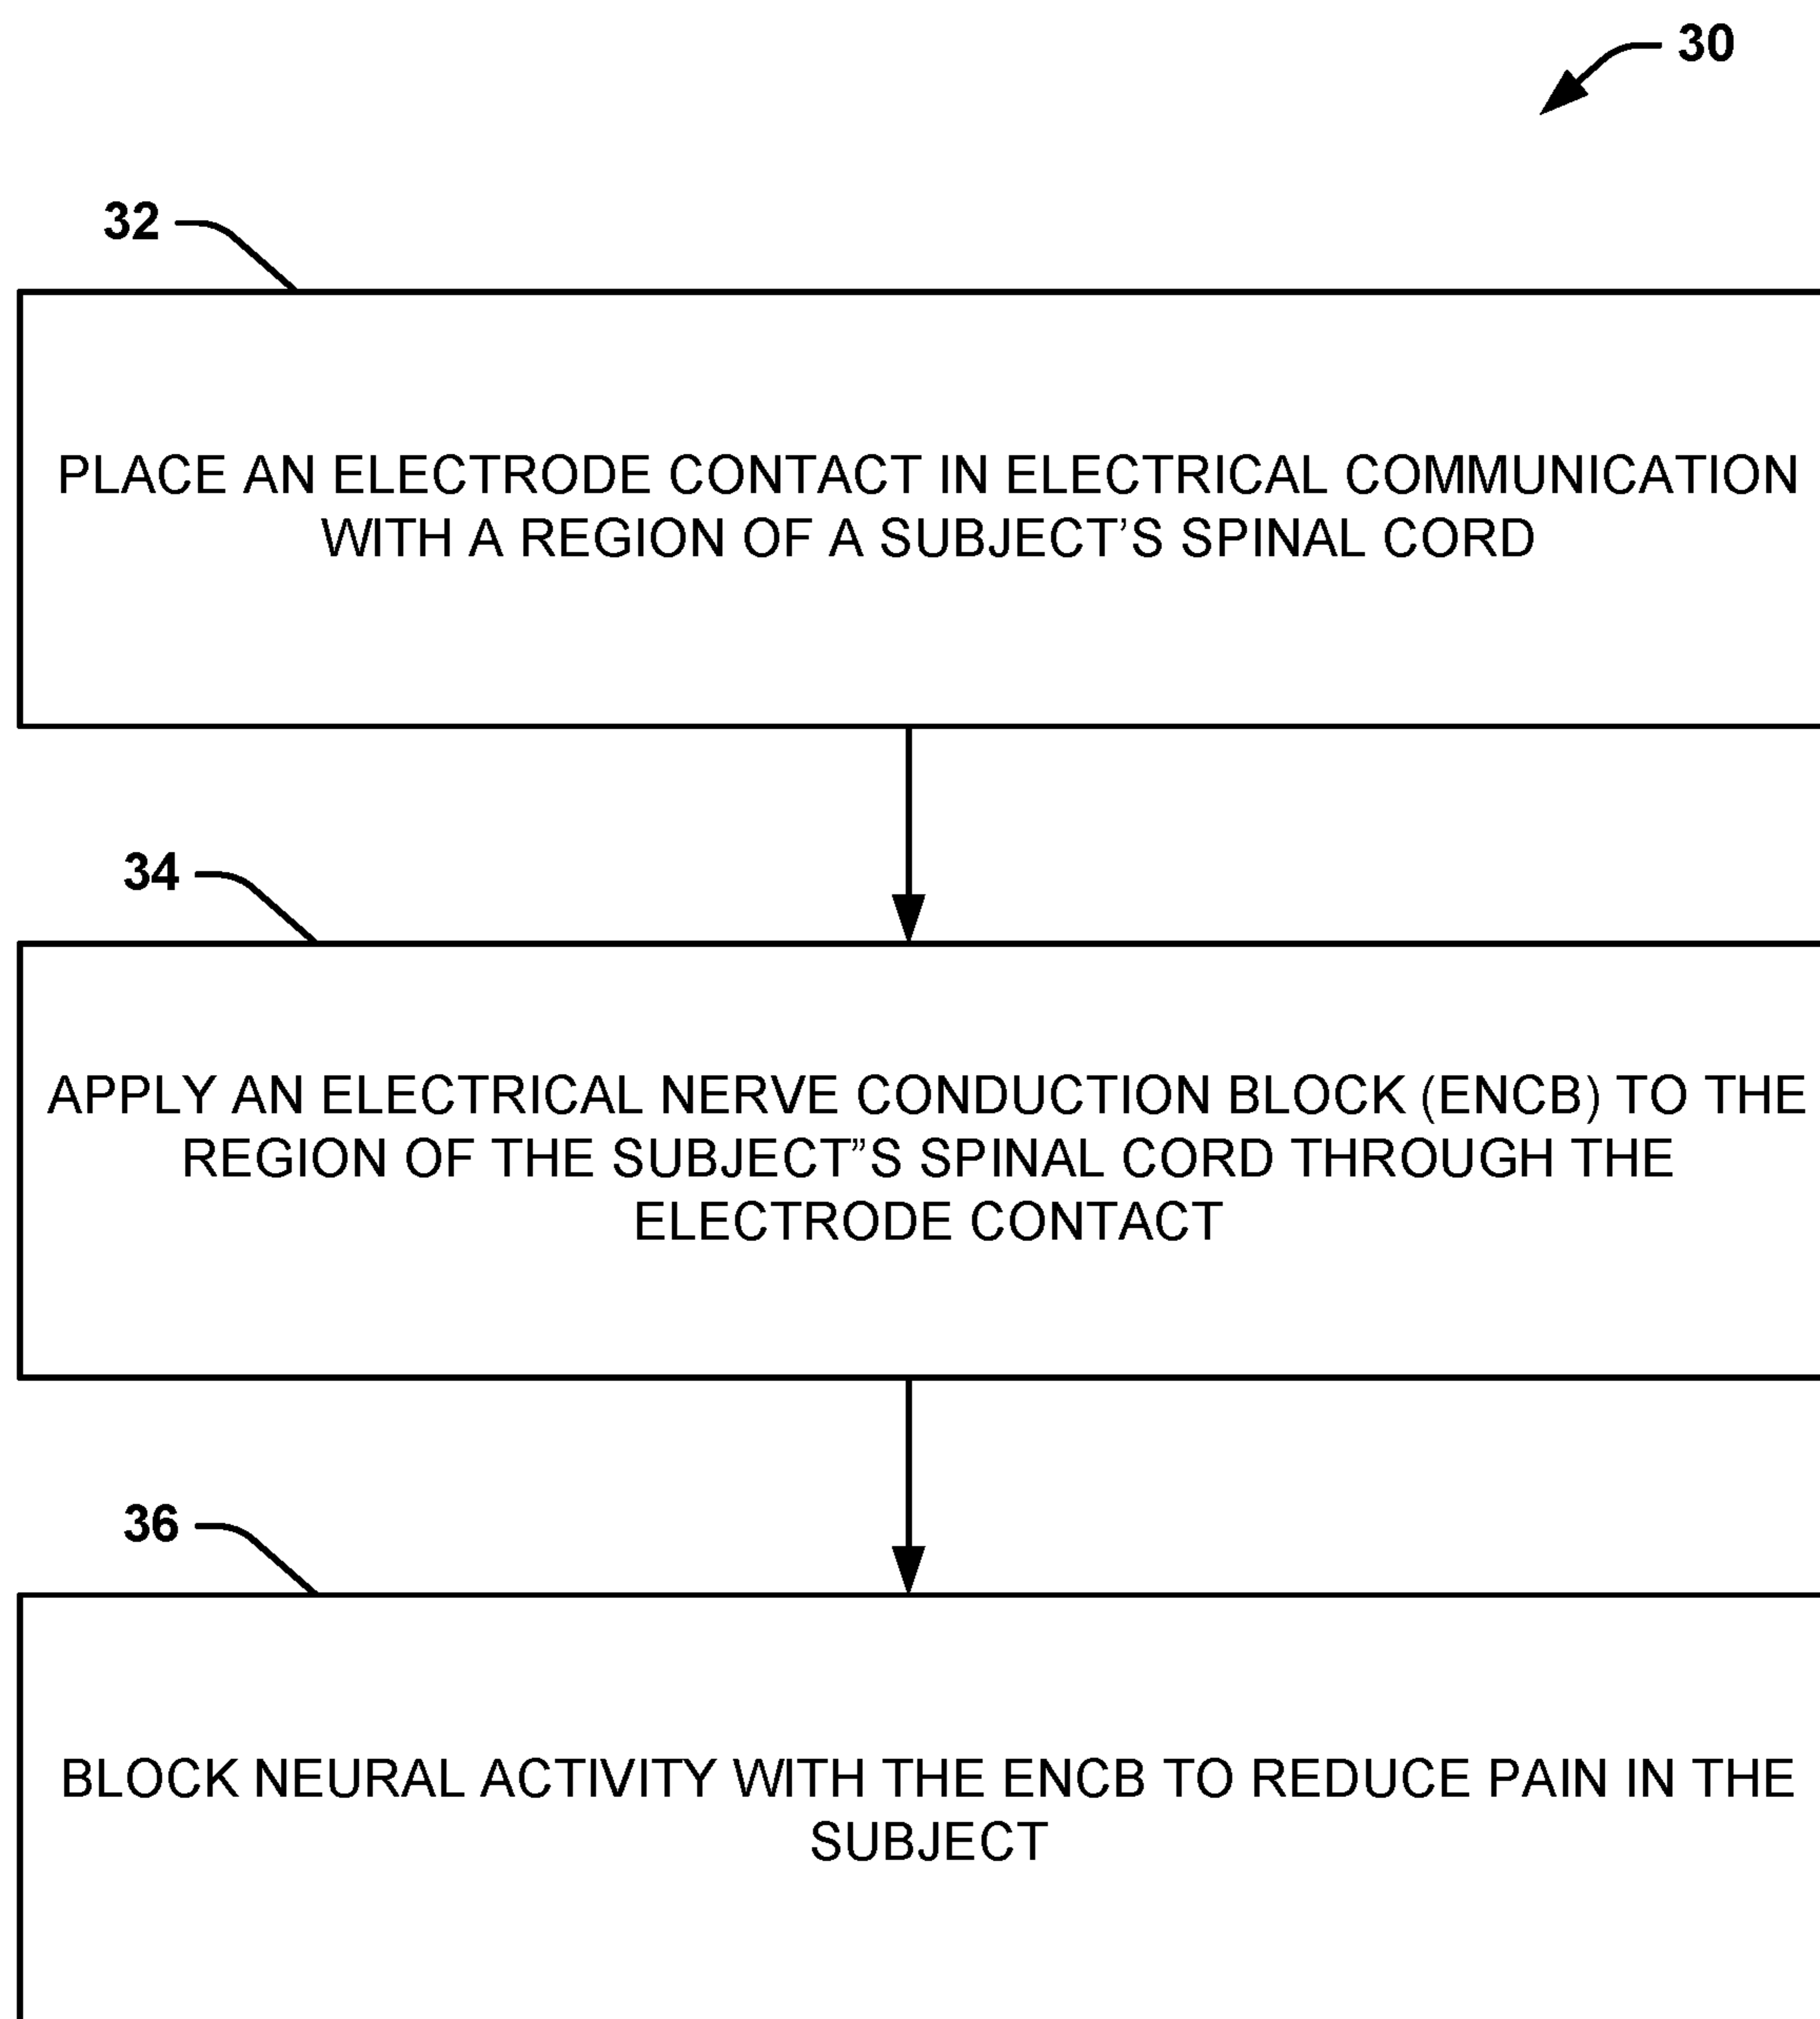 30
32
PLACE AN ELECTRODE CONTACT IN ELECTRICAL COMMUNICATION
WITH A REGION OF A SUBJECT'S SPINAL CORD
34
APPLY AN ELECTRICAL NERVE CONDUCTION BLOCK (ENCB) TO THE
REGION OF THE SUBJECT”S SPINAL CORD THROUGH THE
ELECTRODE CONTACT
36
BLOCK NEURAL ACTIVITY WITH THE ENCB TO REDUCE PAIN IN THE
SUBJECT